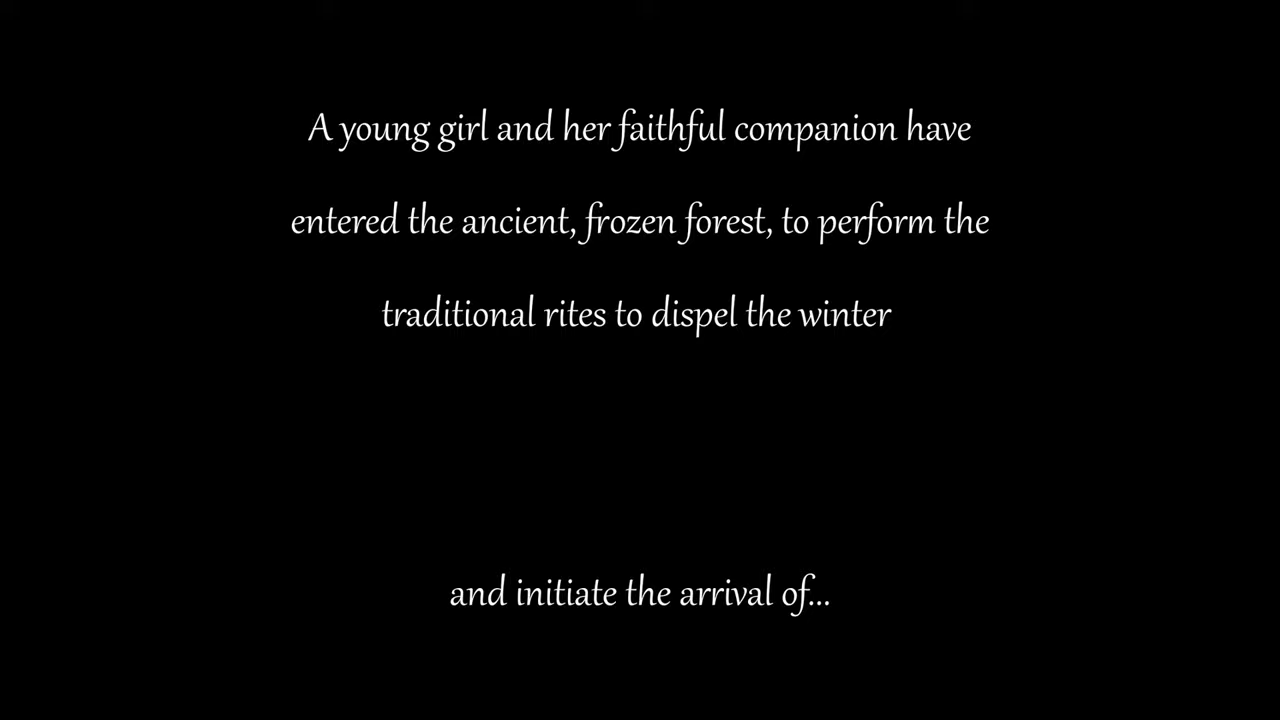 A young girl and her faithful companion have
entered the ancient, frozen forest, to perform the
traditional rites to dispel the winter
and initiate the arrival of...